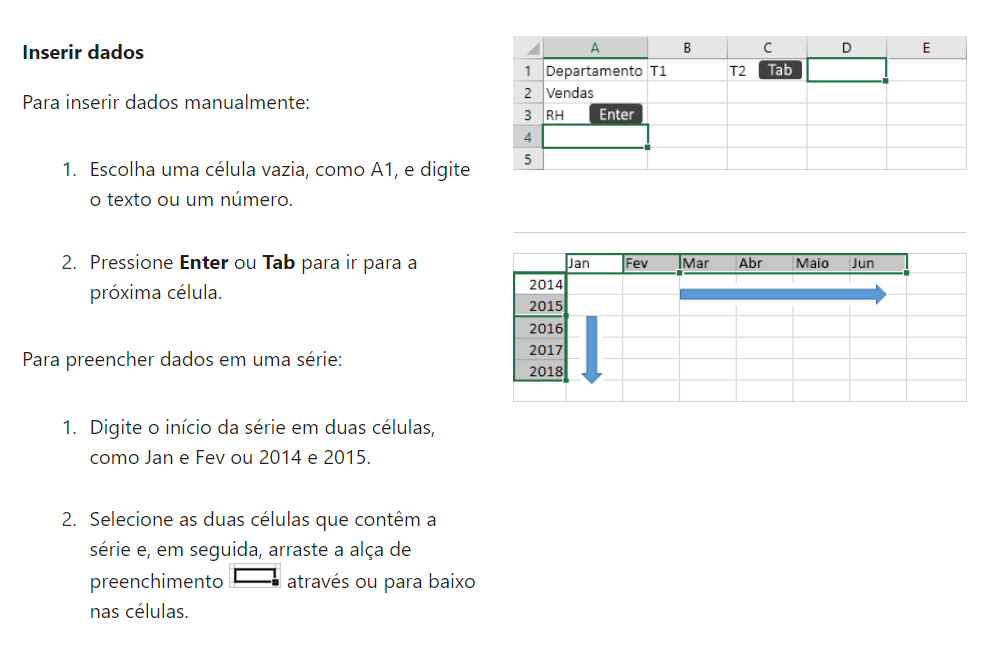 Inserir dados
Para inserir dados manualmente:
1. Escolha uma célula vazia, como A1, e digite
o texto ou um número.
2. Pressione Enter ou Tab para ir para a
próxima célula.
Para preencher dados em uma série:
1. Digite o início da série em duas células,
como Jan e Fev ou 2014 e 2015.
2. Selecione as duas células que contêm a
série e, em seguida, arraste a alça de
preenchimento através ou para baixo
nas células.
A B C D E
1 Departamento T1 T2 Tab
2 Vendas
3 RH Enter
4
5
Jan Fev Mar Abr Maio Jun
2014
2015
2016
2017
2018